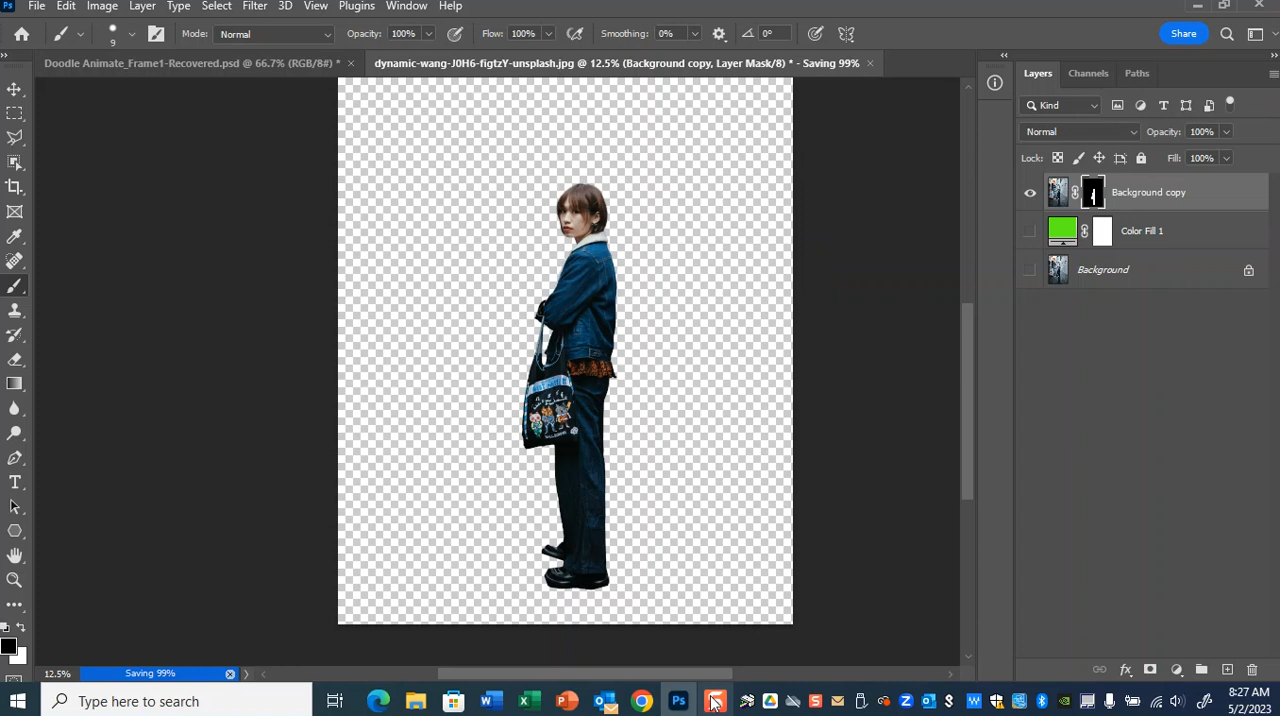 Ps File Edit Image Layer Type Select Filter 3D View Plugins Window Help
9 Mode: Normal Opacity: 100% Flow: 100% Smoothing: 0% 0° Share
Doodle Animate_Frame1-Recovered.psd @ 66.7% (RGB/8#) * × dynamic-wang-J0H6-figtzY-unsplash.jpg @ 12.5% (Background copy, Layer Mask/8) * - Saving 99% ×
Layers Channels Paths
Kind
Normal Opacity: 100%
Lock: Fill: 100%
Background copy
Color Fill 1
Background
12.5% Saving 99%
Type here to search
8:27 AM
5/2/2023